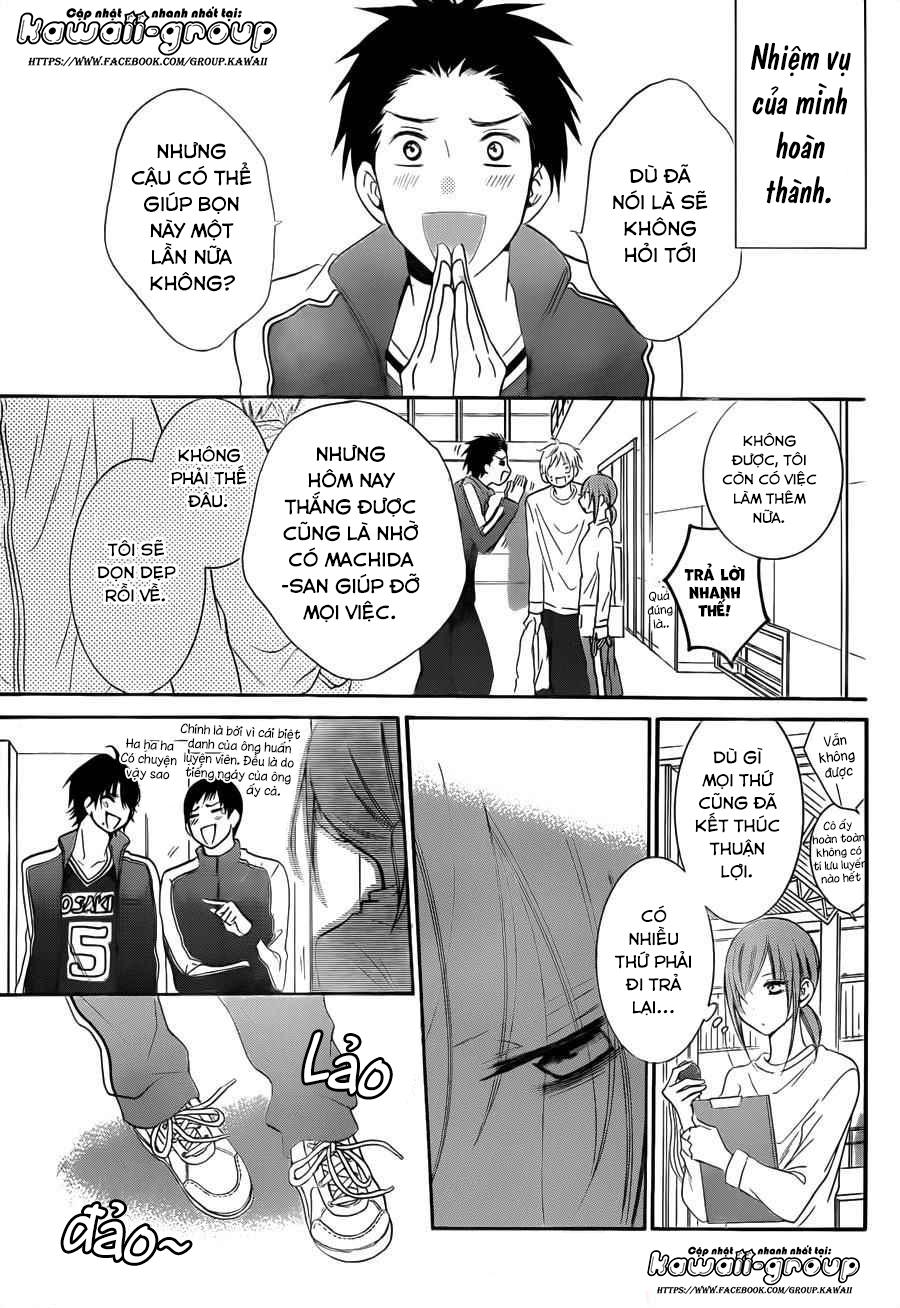 Cập nhật nhanh nhất tại:
kawaii-group
HTTPS://WWW.FACEBOOK.COM/GROUP.KAWAII
Nhiệm vụ
của mình
hoàn
thành.
DÙ ĐÃ
NÓI LÀ SẼ
KHÔNG
HỎI TỚI
NHƯNG
CẬU CÓ THỂ
GIÚP BỌN
NÀY MỘT
LẦN NỮA
KHÔNG?
KHÔNG
ĐƯỢC, TÔI
CÒN CÓ VIỆC
LÀM THÊM
NỮA.
TRẢ LỜI
NHANH
THẾ!
Quả
đúng
là..
NHƯNG
HÔM NAY
THẮNG ĐƯỢC
CŨNG LÀ NHỜ
CÓ MACHIDA
-SAN GIÚP ĐỠ
MỌI VIỆC.
KHÔNG
PHẢI THẾ
ĐÂU.
TÔI SẼ
DỌN DẸP
RỒI VỀ.
Vẫn
không
được
Cô ấy
hoàn toàn
không có
tí lưu luyến
nào hết
DÙ GÌ
MỌI THỨ
CŨNG ĐÃ
KẾT THÚC
THUẬN
LỢI.
CÓ
NHIỀU
THỨ PHẢI
ĐI TRẢ
LẠI...
Chính là bởi vì cái biệt
danh của ông huấn
luyện viên. Đều là do
tiếng ngáy của ông
ấy cả.
Ha ha ha
Có chuyện
vậy sao
OSAKI
5
Lảo
đảo~
Cập nhật nhanh nhất tại:
kawaii-group
HTTPS://WWW.FACEBOOK.COM/GROUP.KAWAII